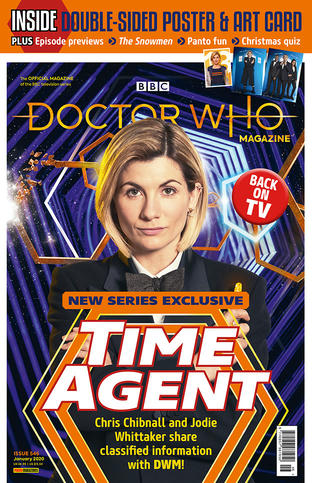 INSIDE DOUBLE-SIDED POSTER & ART CARD
PLUS Episode previews > The Snowmen > Panto fun > Christmas quiz
The OFFICIAL MAGAZINE
of the BBC television series
BBC
DOCTOR WHO
MAGAZINE
BACK
ON
TV
NEW SERIES EXCLUSIVE
TIME
AGENT
Chris Chibnall and Jodie
Whittaker share
classified information
with DWM!
ISSUE 546
January 2020